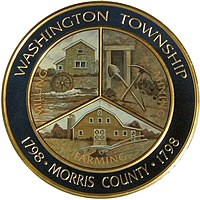 WASHINGTON TOWNSHIP
MILLING
MINING
FARMING
1798 · MORRIS COUNTY · 1798